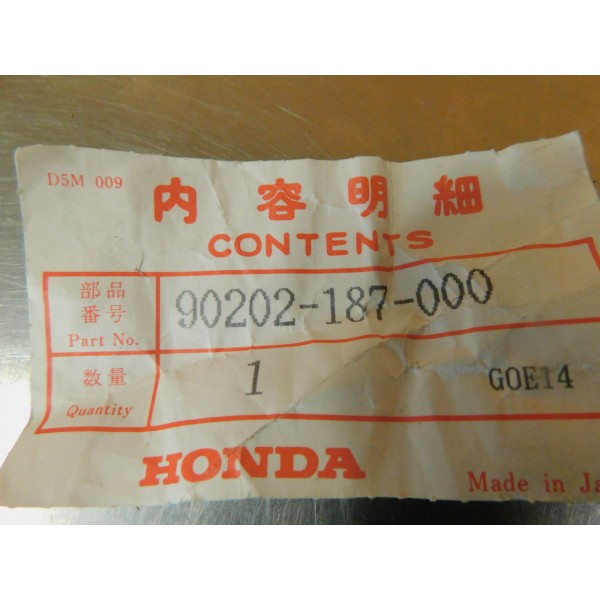 D5M 009
内容明細
CONTENTS
部品
番号
Part No.
90202-187-000
数量
Quantity
1
GOE14
HONDA
Made in Ja